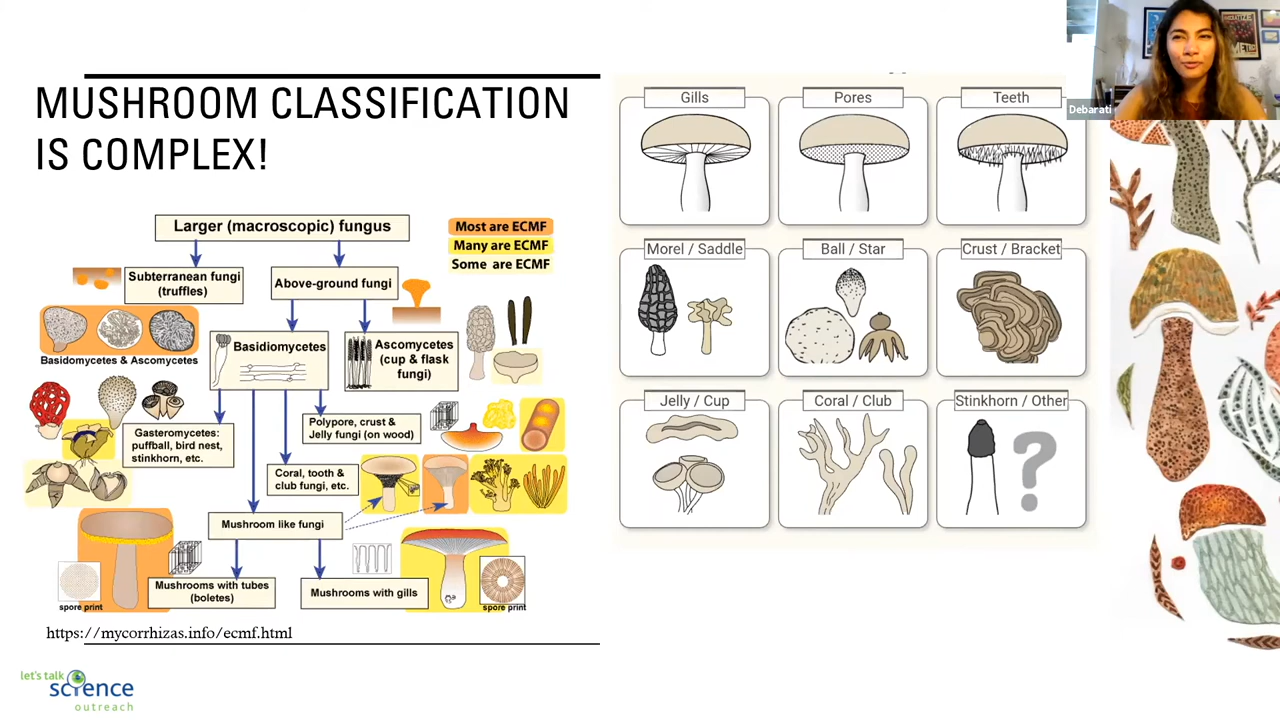 MUSHROOM CLASSIFICATION
IS COMPLEX!
Larger (macroscopic) fungus
Most are ECMF
Many are ECMF
Some are ECMF
Subterranean fungi
(truffles)
Above-ground fungi
Basidomycetes & Ascomycetes
Basidiomycetes
Ascomycetes
(cup & flask
fungi)
Gasteromycetes:
puffball, bird nest,
stinkhorn, etc.
Polypore, crust &
Jelly fungi (on wood)
Coral, tooth &
club fungi, etc.
Mushroom like fungi
Mushrooms with tubes
(boletes)
Mushrooms with gills
spore print
spore print
https://mycorrhizas.info/ecmf.html
let's talk
science
outreach
Gills
Pores
Teeth
Morel / Saddle
Ball / Star
Crust / Bracket
Jelly / Cup
Coral / Club
Stinkhorn / Other
?
Debarati